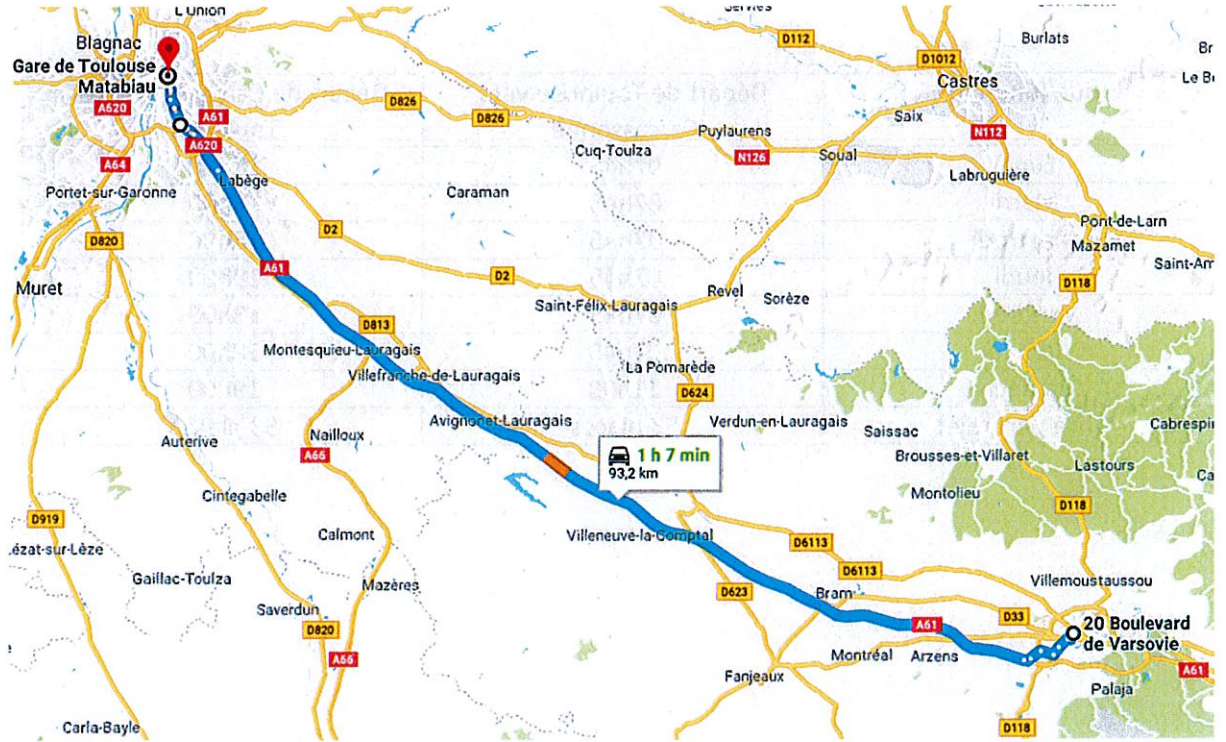 L'Union
Blagnac
Gare de Toulouse
Matabiau
A620
A61
D826
D826
A620
A64
Labège
Portet-sur-Garonne
D820
Muret
D2
D2
Caraman
Cuq-Toulza
Puylaurens
N126
Soual
Saix
Castres
D112
D1012
Burlats
N112
Labruguière
Pont-de-Larn
Mazamet
Saint-Am
D118
A61
D813
Saint-Félix-Lauragais
Revel
Sorèze
Montesquieu-Lauragais
Villefranche-de-Lauragais
La Pomarède
D624
Avignonet-Lauragais
Verdun-en-Lauragais
Saissac
Cabrespi
Brousses-et-Villaret
Lastours
Montolieu
D118
Auterive
Nailloux
A66
1 h 7 min
93,2 km
Cintegabelle
D919
Calmont
Villeneuve-la-Comptal
D6113
D6113
ézat-sur-Lèze
Gaillac-Toulza
Mazères
Saverdun
D820
A66
D623
Bram
Villemoustaussou
D33
A61
20 Boulevard
de Varsovie
Montréal
Arzens
Fanjeaux
A61
Palaja
D118
Carla-Bayle